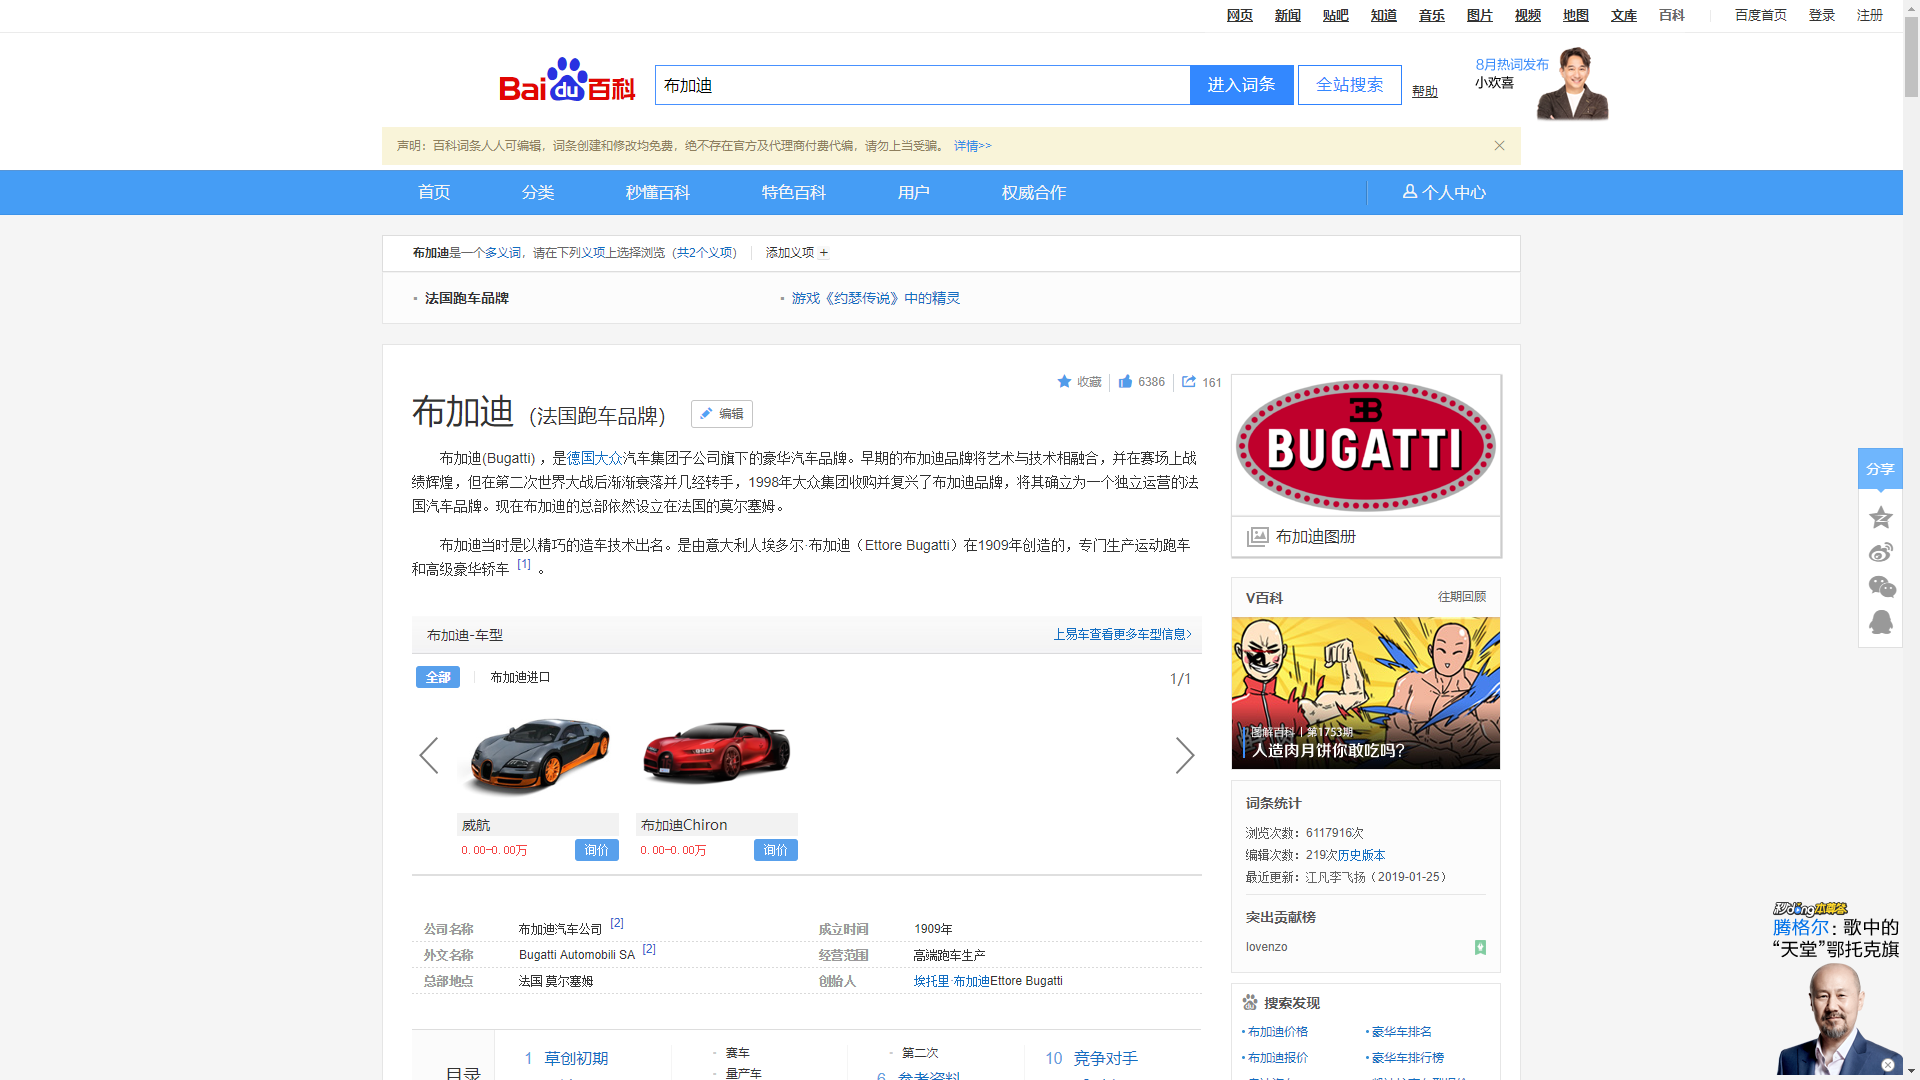 网页 新闻 贴吧 知道 音乐 图片 视频 地图 文库 百科 百度首页 登录 注册
Bai du 百科
布加迪
进入词条 全站搜索 帮助
8月热词发布
小欢喜
声明：百科词条人人可编辑，词条创建和修改均免费，绝不存在官方及代理商付费代编，请勿上当受骗。 详情>>
首页 分类 秒懂百科 特色百科 用户 权威合作 个人中心
布加迪是一个多义词，请在下列义项上选择浏览（共2个义项） 添加义项 +
▪ 法国跑车品牌 ▪ 游戏《约瑟传说》中的精灵
收藏 6386 161
布加迪 （法国跑车品牌） 编辑
布加迪(Bugatti) ，是德国大众汽车集团子公司旗下的豪华汽车品牌。早期的布加迪品牌将艺术与技术相融合，并在赛场上战
绩辉煌，但在第二次世界大战后渐渐衰落并几经转手，1998年大众集团收购并复兴了布加迪品牌，将其确立为一个独立运营的法
国汽车品牌。现在布加迪的总部依然设立在法国的莫尔塞姆。
布加迪当时是以精巧的造车技术出名。是由意大利人埃多尔·布加迪（Ettore Bugatti）在1909年创造的，专门生产运动跑车
和高级豪华轿车 [1] 。
布加迪-车型 上易车查看更多车型信息>
全部 布加迪进口 1/1
威航 布加迪Chiron
0.00-0.00万 询价 0.00-0.00万 询价
公司名称 布加迪汽车公司 [2] 成立时间 1909年
外文名称 Bugatti Automobili SA [2] 经营范围 高端跑车生产
总部地点 法国 莫尔塞姆 创始人 埃托里·布加迪Ettore Bugatti
目录
1 草创初期
▪ 赛车
▪ 量产车
▪ 第二次
6 参考资料
10 竞争对手
EB
BUGATTI
布加迪图册
V百科 往期回顾
图解百科 | 第1753期
人造肉月饼你敢吃吗?
词条统计
浏览次数：6117916次
编辑次数：219次历史版本
最近更新：江凡李飞扬（2019-01-25）
突出贡献榜
lovenzo
搜索发现
•布加迪价格 •豪华车排名
•布加迪报价 •豪华车排行榜
分享
秒dǒng本尊答
腾格尔：歌中的
“天堂”鄂托克旗